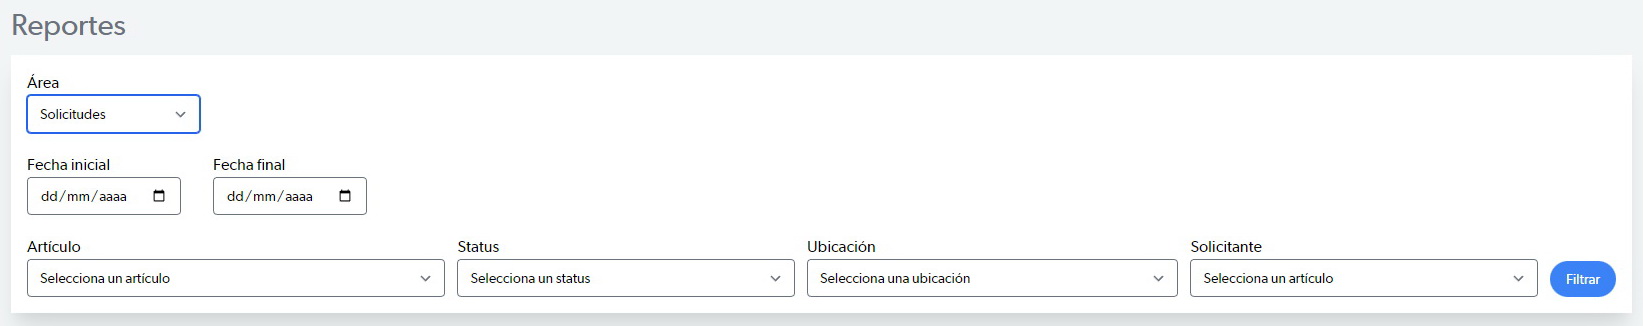 Reportes
Área
Solicitudes
Fecha inicial Fecha final
dd/mm/aaaa dd/mm/aaaa
Artículo Status Ubicación Solicitante
Selecciona un artículo Selecciona un status Selecciona una ubicación Selecciona un artículo Filtrar